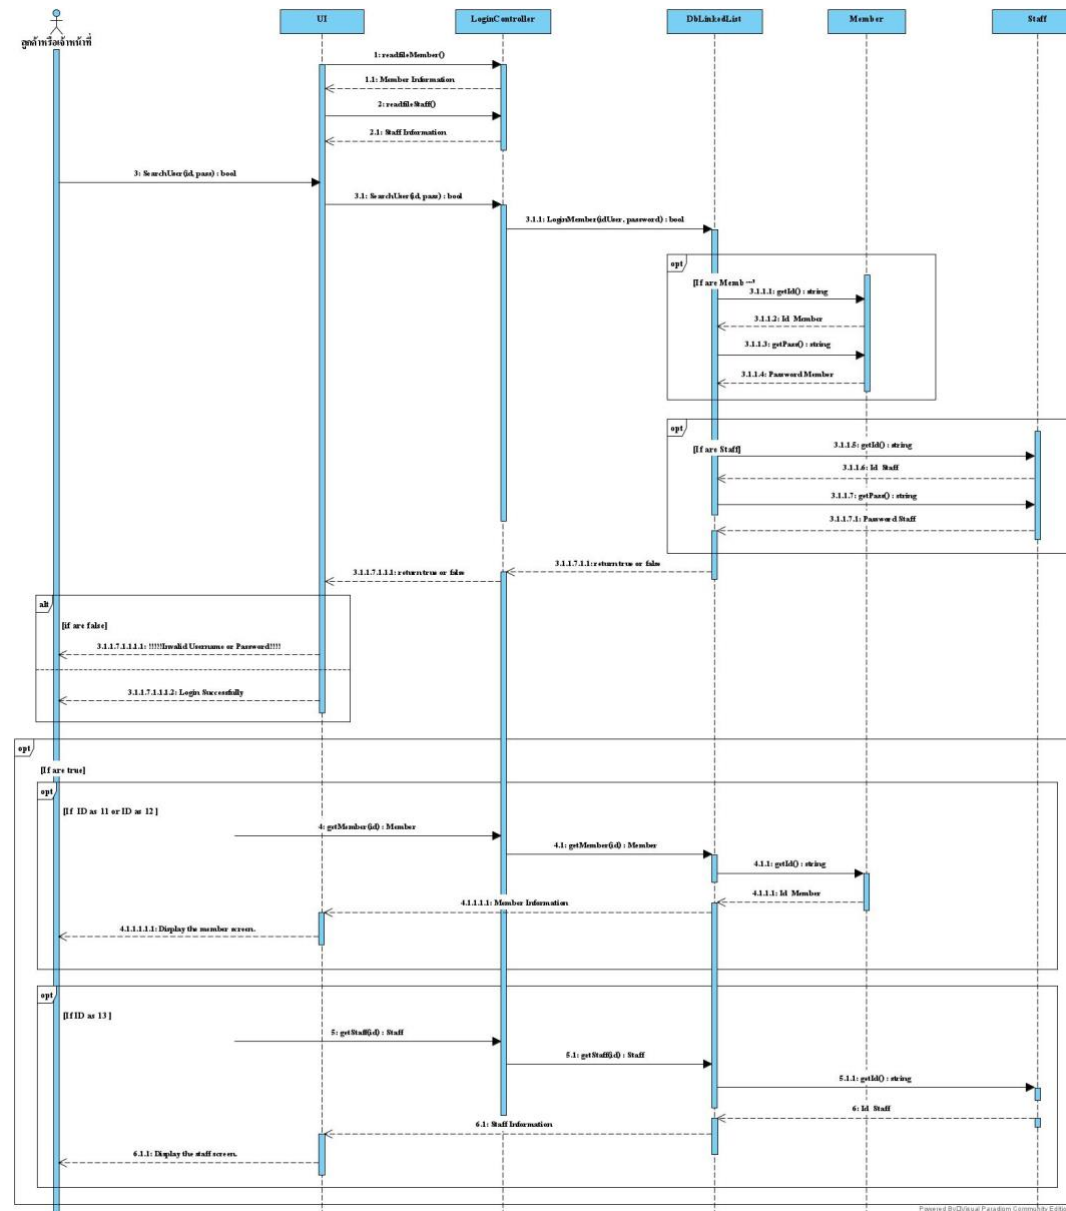 UI
LoginController
DbLinkedList
Member
Staff
ลูกค้าหรือเจ้าหน้าที่
1: readfileMember()
1.1: Member Information
2: readfileStaff()
2.1: Staff Information
3: SearchUser(id, pass) : bool
3.1: SearchUser(id, pass) : bool
3.1.1: LoginMember(idUser, password) : bool
opt
[If are Memb
3.1.1.1: getId() : string
3.1.1.2: Id Member
3.1.1.3: getPass() : string
3.1.1.4: Password Member
opt
[If are Staff]
3.1.1.5: getId() : string
3.1.1.6: Id Staff
3.1.1.7: getPass() : string
3.1.1.7.1: Password Staff
3.1.1.7.1.1: return true or false
3.1.1.7.1.1.1: return true or false
alt
[if are false]
3.1.1.7.1.1.1.1: !!!!!Invalid Username or Password!!!!
3.1.1.7.1.1.1.2: Login Successfully
opt
[If are true]
opt
[If ID as 11 or ID as 12 ]
4: getMember(id) : Member
4.1: getMember(id) : Member
4.1.1: getId() : string
4.1.1.1: Id Member
4.1.1.1.1: Member Information
4.1.1.1.1.1: Display the member screen.
opt
[If ID as 13 ]
5: getStaff(id) : Staff
5.1: getStaff(id) : Staff
5.1.1: getId() : string
6: Id Staff
6.1: Staff Information
6.1.1: Display the staff screen.
Powered By Visual Paradigm Community Editio